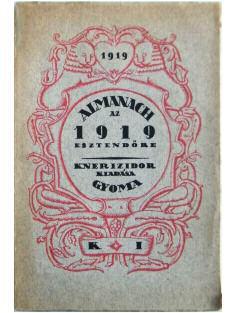 1919
ALMANACH
AZ
1919
ESZTENDŐRE
KNER IZIDOR
KIADÁSA
GYOMA
K I